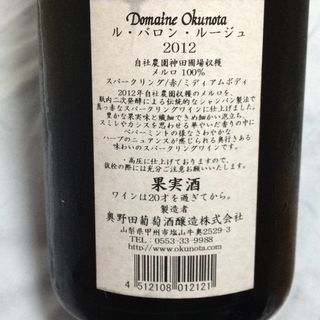 Domaine Okunota
ル・バロン・ルージュ
2012
自社農園神田圃場収穫
メルロ 100%
スパークリング/赤/ミディアムボディ
2012年自社農園収穫のメルロを、
瓶内二次発酵による伝統的なシャンパン製法で
真っ赤なスパークリングワインに仕上げました。
豊かな果実味と繊細できめ細かい泡立ち。
スミレやカシスを思わせる華やいだ香りの中に
ペパーミントの様なさわやかな
ハーブのニュアンスが感じられる奥行きある
味わいのスパークリングワインです。
・高圧に仕上げておりますので、
抜栓の際には充分ご注意お願いいたします。
果実酒
ワインは20才を過ぎてから。
製造者
奥野田葡萄酒醸造株式会社
山梨県甲州市塩山牛奥2529-3
TEL 0553-33-9988
http://www.okunota.com
4 512108 012121